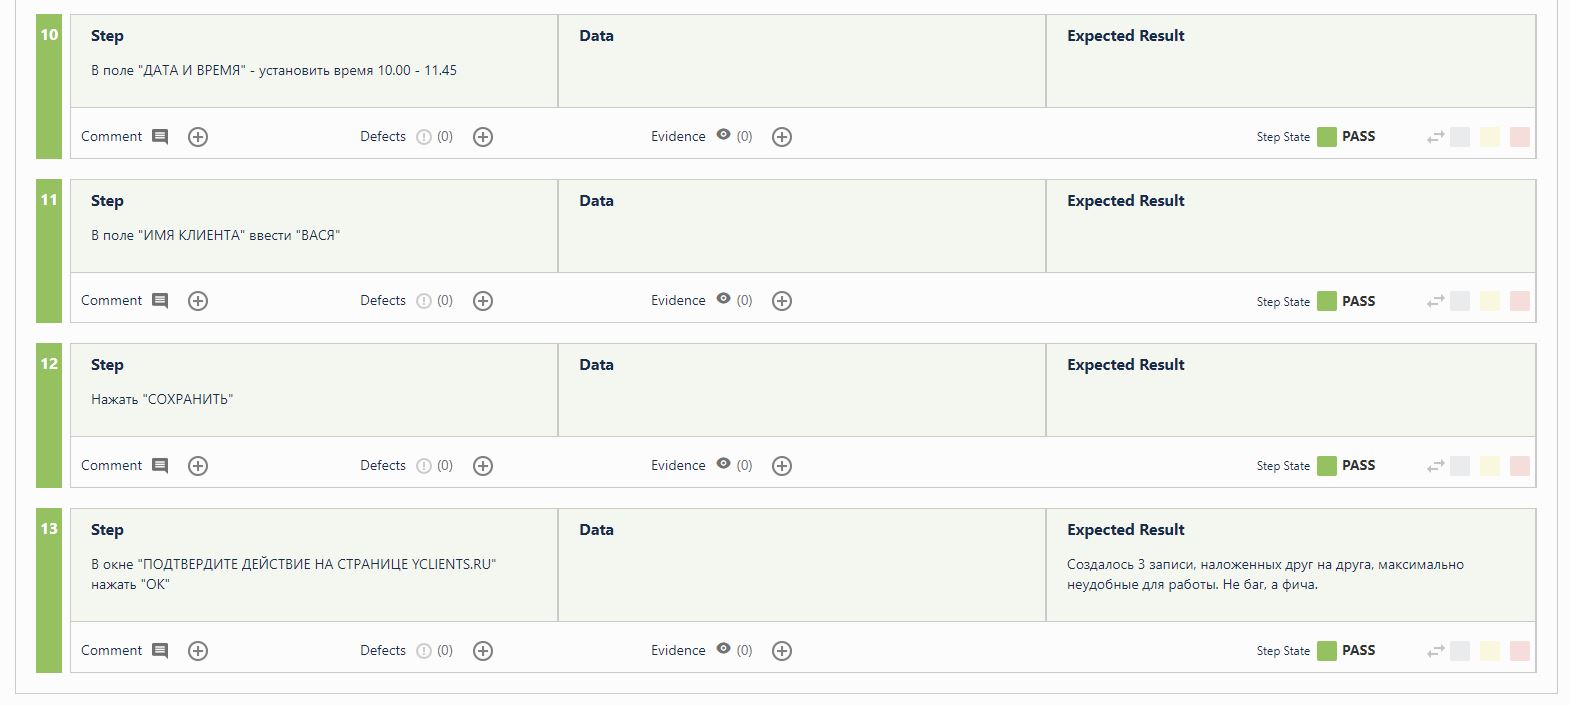 10
Step
Data
Expected Result
В поле "ДАТА И ВРЕМЯ" - установить время 10.00 - 11.45
Comment Defects (0) Evidence (0) Step State PASS
11
Step
Data
Expected Result
В поле "ИМЯ КЛИЕНТА" ввести "ВАСЯ"
Comment Defects (0) Evidence (0) Step State PASS
12
Step
Data
Expected Result
Нажать "СОХРАНИТЬ"
Comment Defects (0) Evidence (0) Step State PASS
13
Step
Data
Expected Result
В окне "ПОДТВЕРДИТЕ ДЕЙСТВИЕ НА СТРАНИЦЕ YCLIENTS.RU"
нажать "ОК"
Создалось 3 записи, наложенных друг на друга, максимально
неудобные для работы. Не баг, а фича.
Comment Defects (0) Evidence (0) Step State PASS